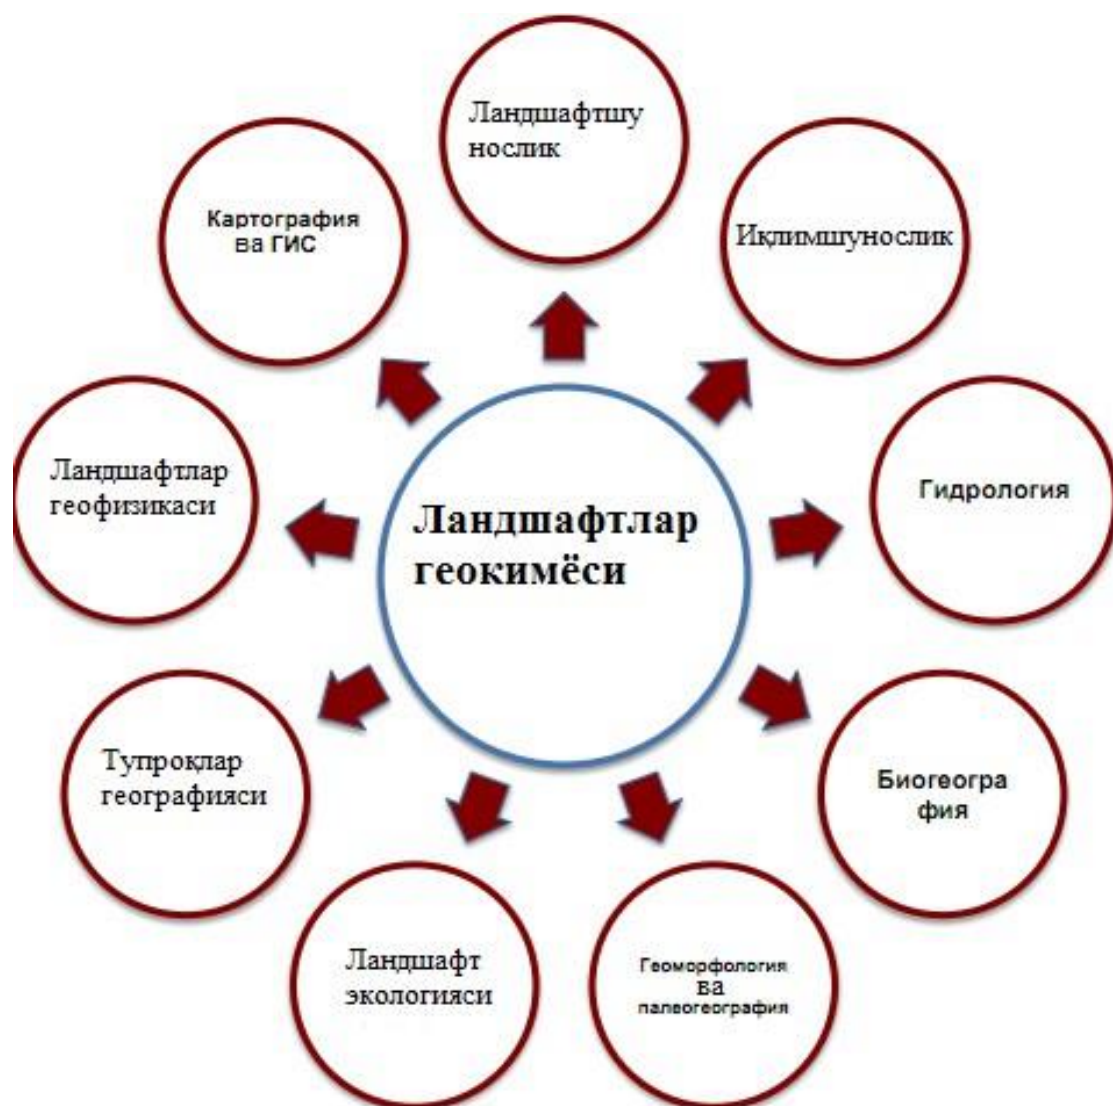 Ландшафтшу
нослик
Картография
ва ГИС
Иқлимшунослик
Ландшафтлар
геофизикаси
Гидрология
Ландшафтлар
геокимёси
Тупроқлар
географияси
Биогеогра
фия
Ландшафт
экологияси
Геоморфология
ва
палеогеография